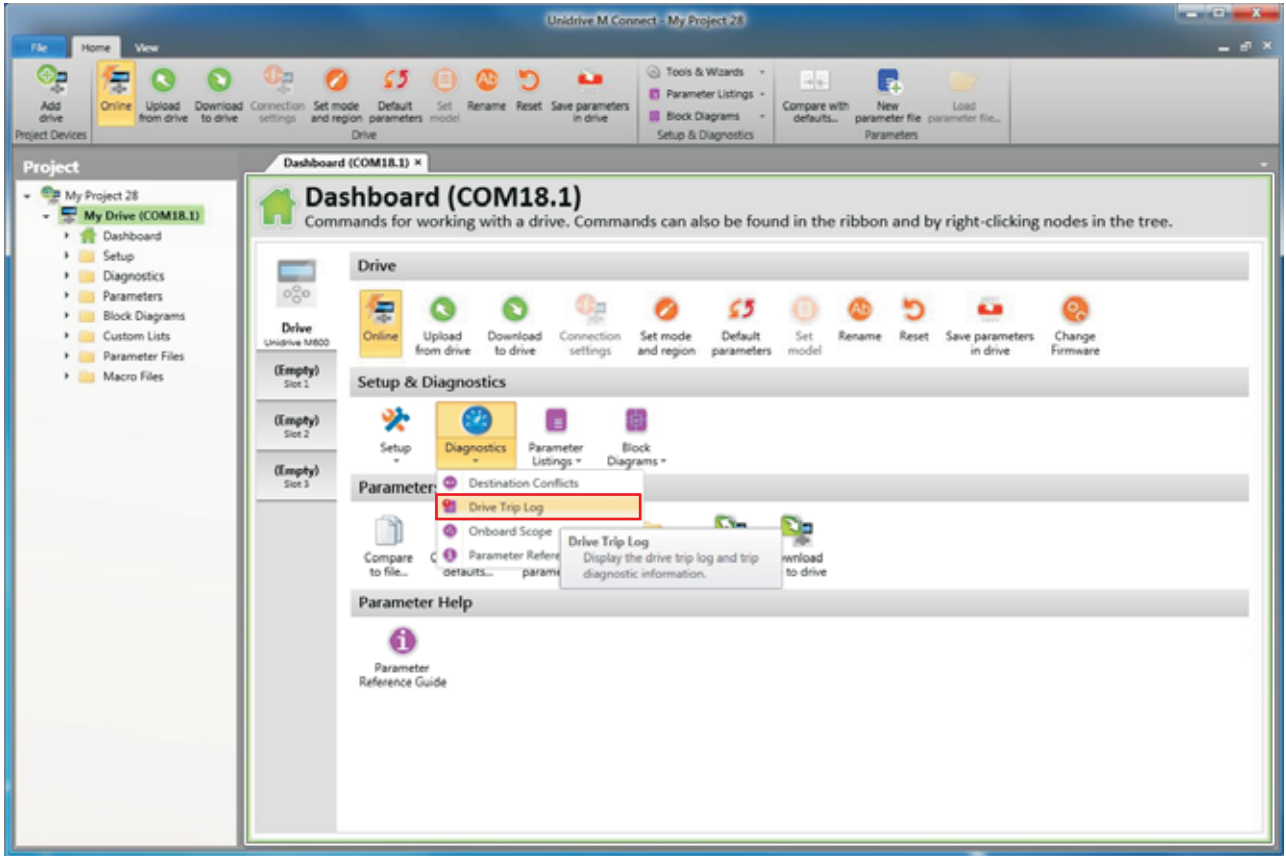 Unidrive M Connect - My Project 28
File Home View
Add drive
Online
Upload from drive
Download to drive
Connection settings
Set mode and region
Default parameters
Set model
Rename
Reset
Save parameters in drive
Tools & Wizards
Parameter Listings
Block Diagrams
Compare with defaults...
New parameter file
Load parameter file...
Project Devices
Drive
Setup & Diagnostics
Parameters
Project
My Project 28
My Drive (COM18.1)
Dashboard
Setup
Diagnostics
Parameters
Block Diagrams
Custom Lists
Parameter Files
Macro Files
Dashboard (COM18.1) ×
Dashboard (COM18.1)
Commands for working with a drive. Commands can also be found in the ribbon and by right-clicking nodes in the tree.
Drive
Unidrive M600
(Empty)
Slot 1
(Empty)
Slot 2
(Empty)
Slot 3
Drive
Online
Upload from drive
Download to drive
Connection settings
Set mode and region
Default parameters
Set model
Rename
Reset
Save parameters in drive
Change Firmware
Setup & Diagnostics
Setup
Diagnostics
Parameter Listings
Block Diagrams
Destination Conflicts
Drive Trip Log
Onboard Scope
Parameter Refere
Drive Trip Log
Display the drive trip log and trip
diagnostic information.
Parameter
Compare to file...
defaults...
parame
wnload
to drive
Parameter Help
Parameter
Reference Guide